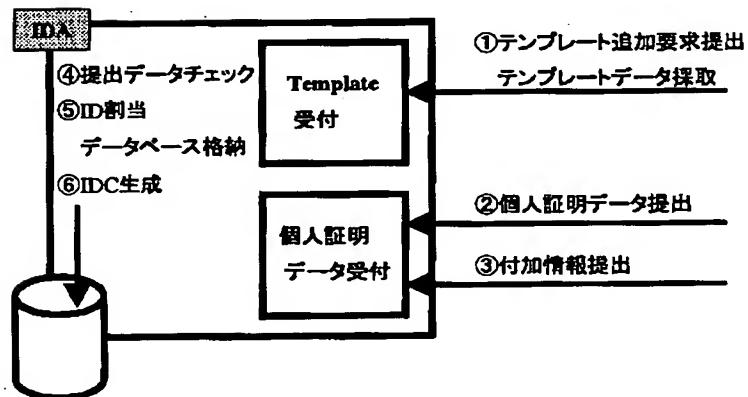 IDA
①テンプレート追加要求提出
テンプレートデータ採取
Template
受付
④提出データチェック
⑤ID割当
データベース格納
⑥IDC生成
②個人証明データ提出
個人証明
データ受付
③付加情報提出